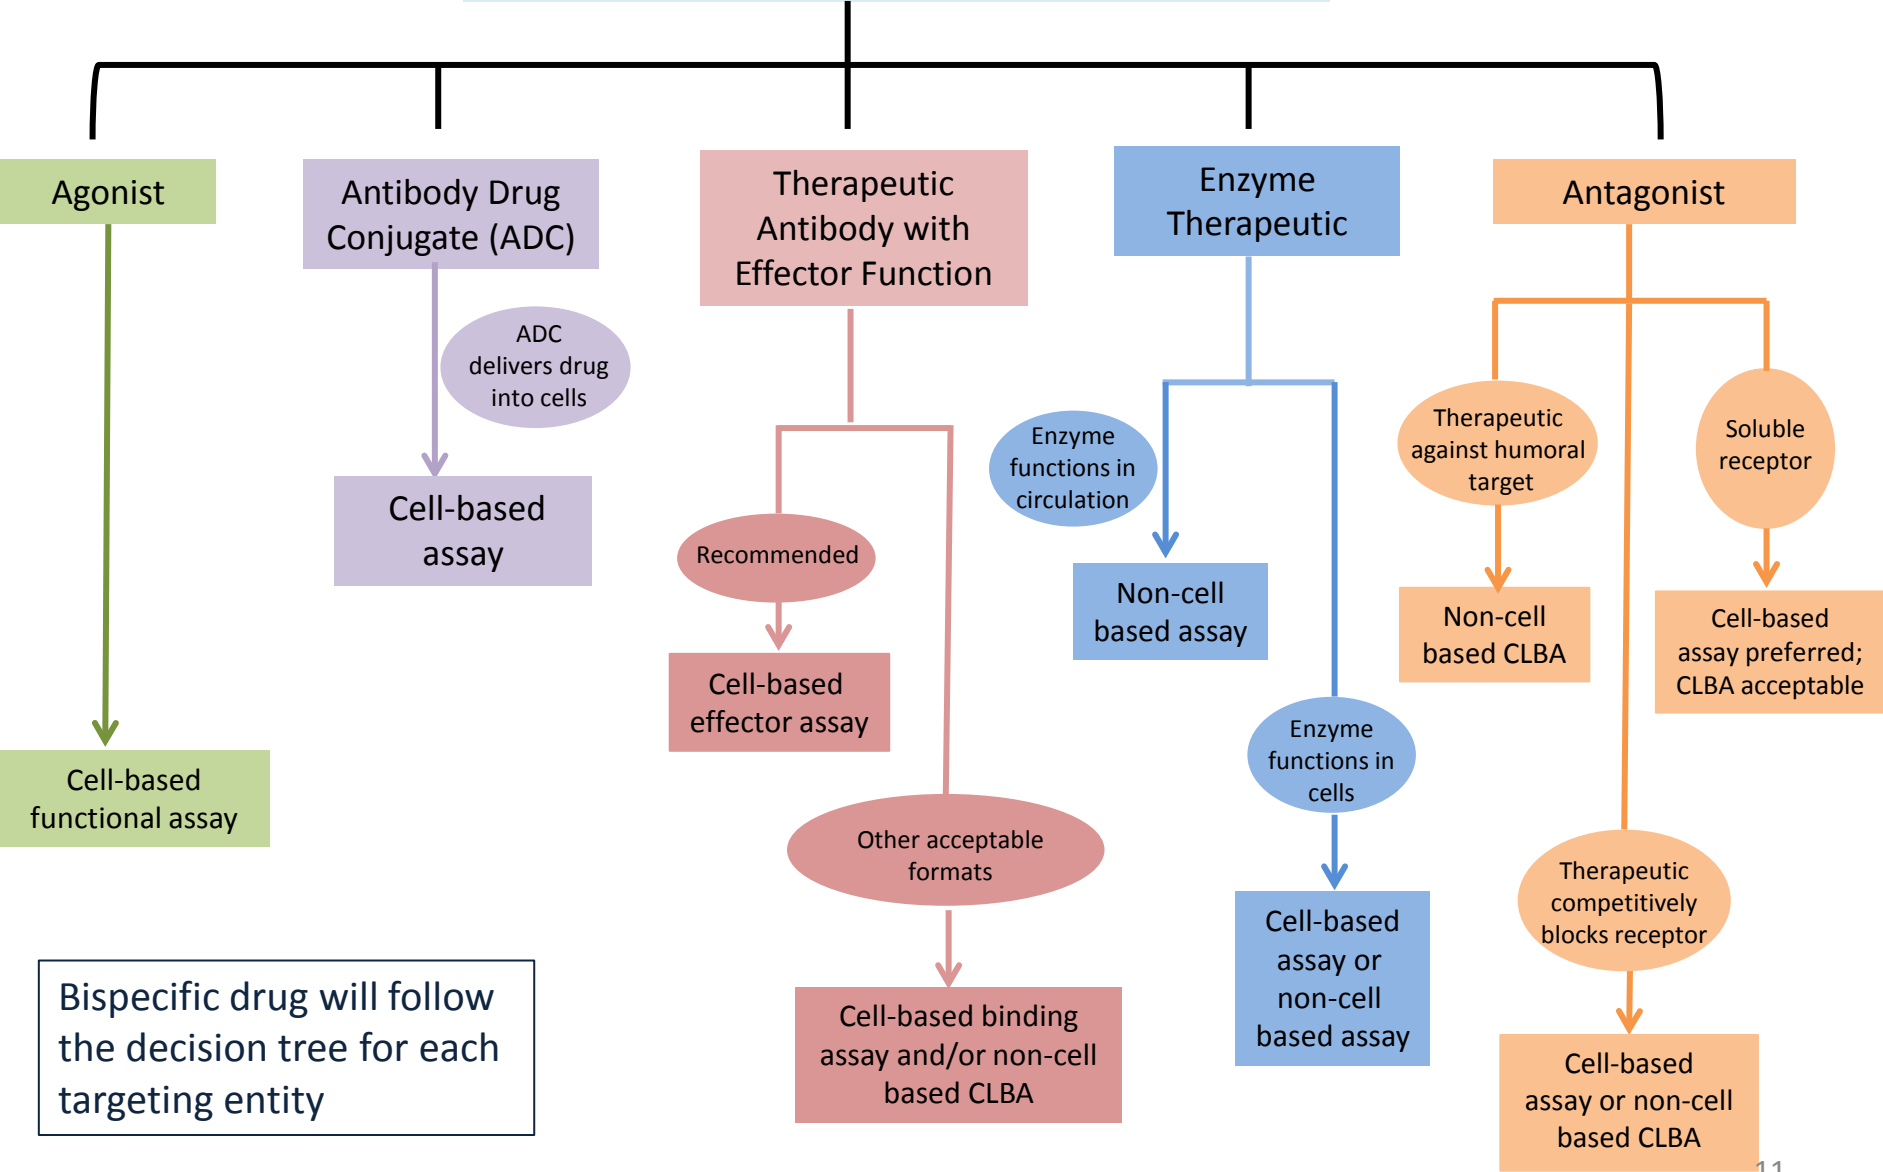 Agonist
Antibody Drug
Conjugate (ADC)
Therapeutic
Antibody with
Effector Function
Enzyme
Therapeutic
Antagonist
ADC
delivers drug
into cells
Cell-based
assay
Cell-based
functional assay
Recommended
Cell-based
effector assay
Other acceptable
formats
Cell-based binding
assay and/or non-cell
based CLBA
Enzyme
functions in
circulation
Non-cell
based assay
Enzyme
functions in
cells
Cell-based
assay or
non-cell
based assay
Therapeutic
against humoral
target
Non-cell
based CLBA
Soluble
receptor
Cell-based
assay preferred;
CLBA acceptable
Therapeutic
competitively
blocks receptor
Cell-based
assay or non-cell
based CLBA
Bispecific drug will follow
the decision tree for each
targeting entity
11